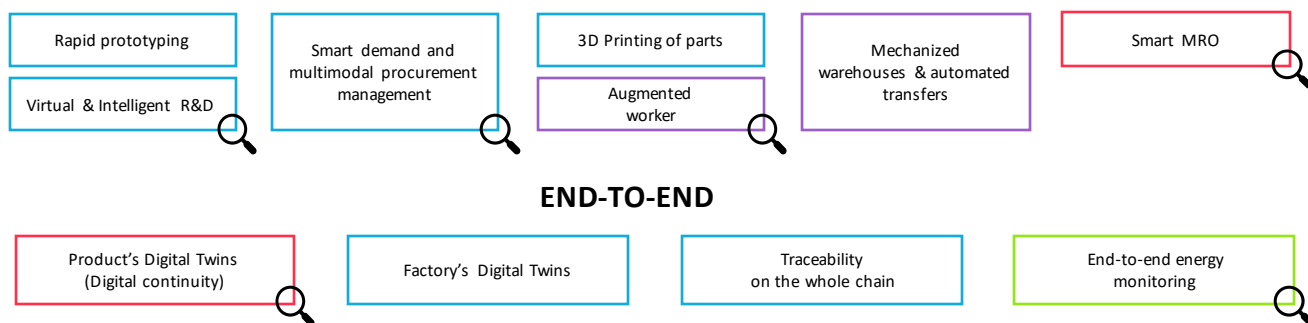 Rapid prototyping
Virtual & Intelligent R&D
Smart demand and
multimodal procurement
management
3D Printing of parts
Augmented
worker
Mechanized
warehouses & automated
transfers
Smart MRO
END-TO-END
Product's Digital Twins
(Digital continuity)
Factory's Digital Twins
Traceability
on the whole chain
End-to-end energy
monitoring